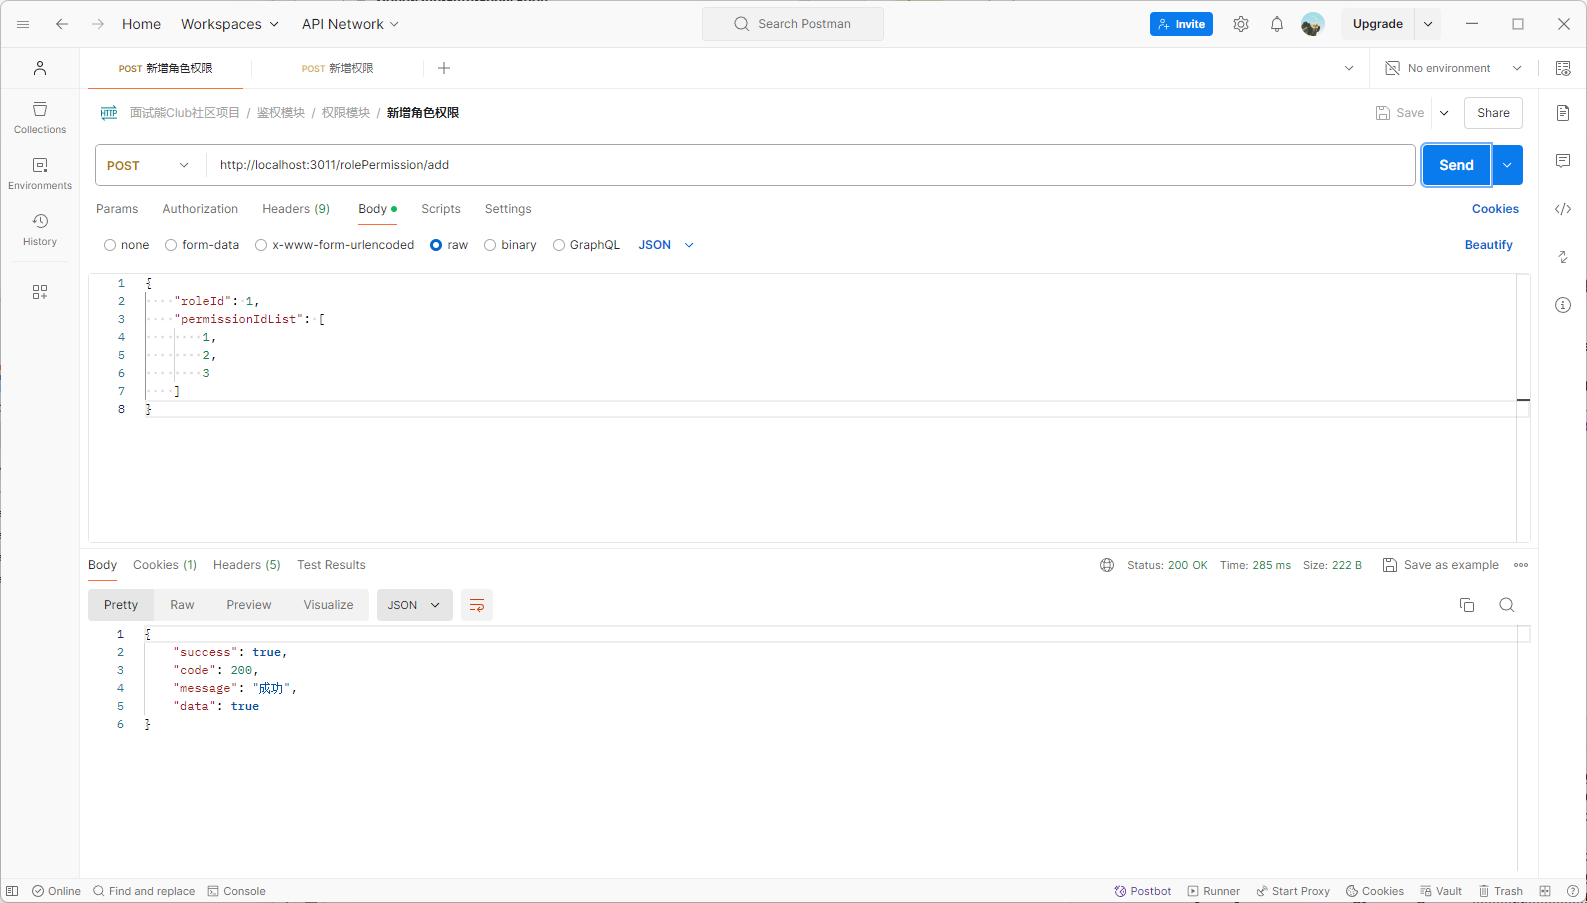 Home Workspaces API Network Search Postman Invite Upgrade
POST 新增角色权限 POST 新增权限 No environment
HTTP 面试能Club社区项目 / 鉴权模块 / 权限模块 / 新增角色权限 Save Share
Collections
Environments
History
POST http://localhost:3011/rolePermission/add Send
Params Authorization Headers (9) Body Scripts Settings Cookies
none form-data x-www-form-urlencoded raw binary GraphQL JSON Beautify
1 {
2 "roleId": 1,
3 "permissionIdList": [
4 1,
5 2,
6 3
7 ]
8 }
Body Cookies (1) Headers (5) Test Results Status: 200 OK Time: 285 ms Size: 222 B Save as example
Pretty Raw Preview Visualize JSON
1 {
2 "success": true,
3 "code": 200,
4 "message": "成功",
5 "data": true
6 }
Online Find and replace Console Postbot Runner Start Proxy Cookies Vault Trash